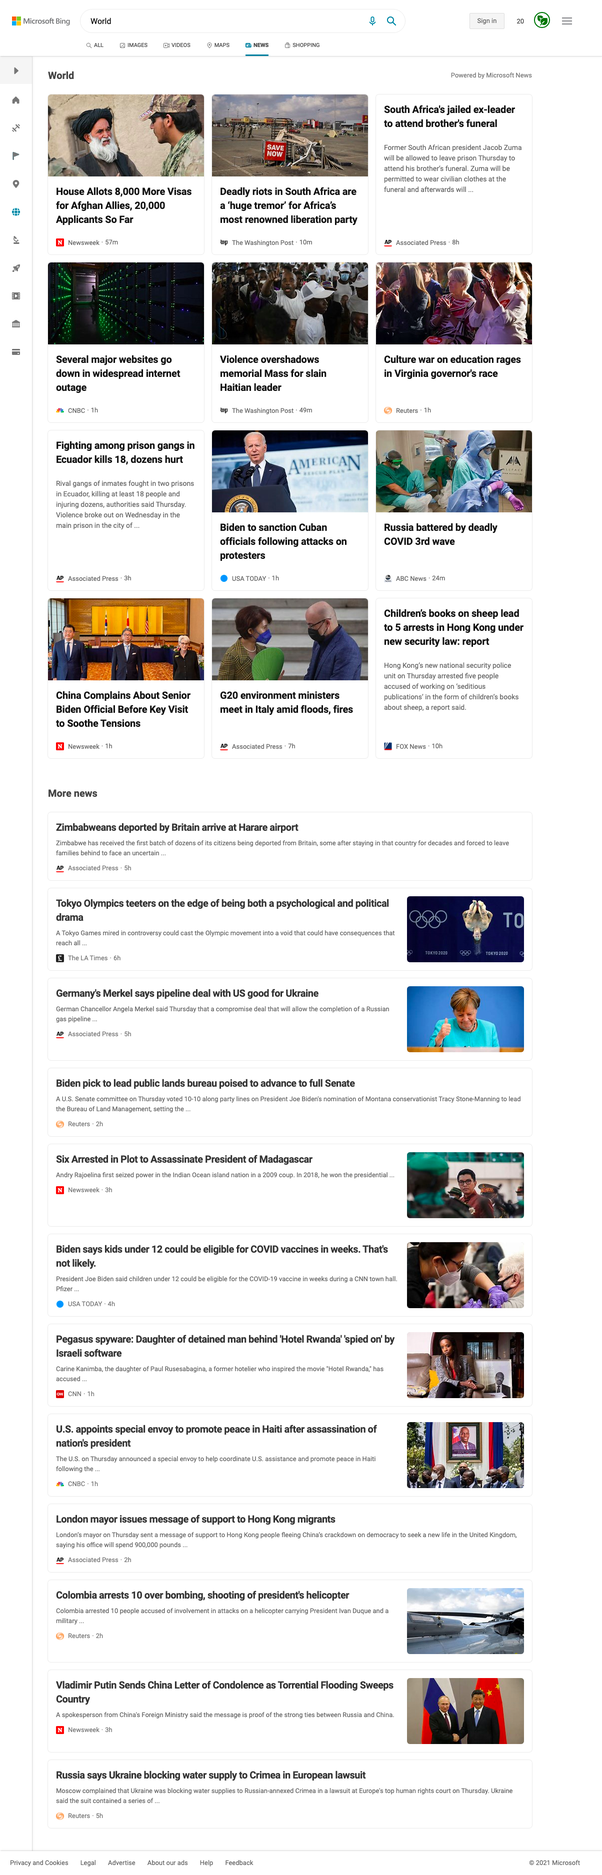 Microsoft Bing
World
Sign in
20
ALL
IMAGES
VIDEOS
MAPS
NEWS
SHOPPING
World
Powered by Microsoft News
SAVE NOW
House Allots 8,000 More Visas
for Afghan Allies, 20,000
Applicants So Far
Newsweek · 57m
Deadly riots in South Africa are
a 'huge tremor' for Africa's
most renowned liberation party
wp The Washington Post · 10m
South Africa's jailed ex-leader
to attend brother's funeral
Former South African president Jacob Zuma
will be allowed to leave prison Thursday to
attend his brother's funeral. Zuma will be
permitted to wear civilian clothes at the
funeral and afterwards will ...
AP Associated Press · 8h
Several major websites go
down in widespread internet
outage
CNBC · 1h
Violence overshadows
memorial Mass for slain
Haitian leader
wp The Washington Post · 49m
Culture war on education rages
in Virginia governor's race
Reuters · 1h
Fighting among prison gangs in
Ecuador kills 18, dozens hurt
Rival gangs of inmates fought in two prisons
in Ecuador, killing at least 18 people and
injuring dozens, authorities said Thursday.
Violence broke out on Wednesday in the
main prison in the city of ...
AP Associated Press · 3h
AMERICAN
Biden to sanction Cuban
officials following attacks on
protesters
USA TODAY · 1h
Russia battered by deadly
COVID 3rd wave
ABC News · 24m
China Complains About Senior
Biden Official Before Key Visit
to Soothe Tensions
N Newsweek · 1h
G20 environment ministers
meet in Italy amid floods, fires
AP Associated Press · 7h
Children's books on sheep lead
to 5 arrests in Hong Kong under
new security law: report
Hong Kong's new national security police
unit on Thursday arrested five people
accused of working on 'seditious
publications' in the form of children's books
about sheep, a report said.
FOX News · 10h
More news
Zimbabweans deported by Britain arrive at Harare airport
Zimbabwe has received the first batch of dozens of its citizens being deported from Britain, some after staying in that country for decades and forced to leave
families behind to face an uncertain ...
AP Associated Press · 5h
Tokyo Olympics teeters on the edge of being both a psychological and political
drama
A Tokyo Games mired in controversy could cast the Olympic movement into a void that could have consequences that
reach all ...
The LA Times · 6h
TO
TOKYO 2020
TOKYO 2020
Germany's Merkel says pipeline deal with US good for Ukraine
German Chancellor Angela Merkel said Thursday that a compromise deal that will allow the completion of a Russian
gas pipeline ...
AP Associated Press · 5h
Biden pick to lead public lands bureau poised to advance to full Senate
A U.S. Senate committee on Thursday voted 10-10 along party lines on President Joe Biden's nomination of Montana conservationist Tracy Stone-Manning to lead
the Bureau of Land Management, setting the ...
Reuters · 2h
Six Arrested in Plot to Assassinate President of Madagascar
Andry Rajoelina first seized power in the Indian Ocean island nation in a 2009 coup. In 2018, he won the presidential ...
N Newsweek · 3h
Biden says kids under 12 could be eligible for COVID vaccines in weeks. That's
not likely.
President Joe Biden said children under 12 could be eligible for the COVID-19 vaccine in weeks during a CNN town hall.
Pfizer ...
USA TODAY · 4h
Pegasus spyware: Daughter of detained man behind 'Hotel Rwanda' 'spied on' by
Israeli software
Carine Kanimba, the daughter of Paul Rusesabagina, a former hotelier who inspired the movie "Hotel Rwanda," has
accused ...
CNN · 1h
U.S. appoints special envoy to promote peace in Haiti after assassination of
nation's president
The U.S. on Thursday announced a special envoy to help coordinate U.S. assistance and promote peace in Haiti
following the ...
CNBC · 1h
London mayor issues message of support to Hong Kong migrants
London's mayor on Thursday sent a message of support to Hong Kong people fleeing China's crackdown on democracy to seek a new life in the United Kingdom,
saying his office will spend 900,000 pounds ...
AP Associated Press · 2h
Colombia arrests 10 over bombing, shooting of president's helicopter
Colombia arrested 10 people accused of involvement in attacks on a helicopter carrying President Ivan Duque and a
military ...
Reuters · 2h
Vladimir Putin Sends China Letter of Condolence as Torrential Flooding Sweeps
Country
A spokesperson from China's Foreign Ministry said the message is proof of the strong ties between Russia and China.
N Newsweek · 3h
Russia says Ukraine blocking water supply to Crimea in European lawsuit
Moscow complained that Ukraine was blocking water supplies to Russian-annexed Crimea in a lawsuit at Europe's top human rights court on Thursday. Ukraine
said the suit contained a series of ...
Reuters · 5h
Privacy and Cookies
Legal
Advertise
About our ads
Help
Feedback
© 2021 Microsoft